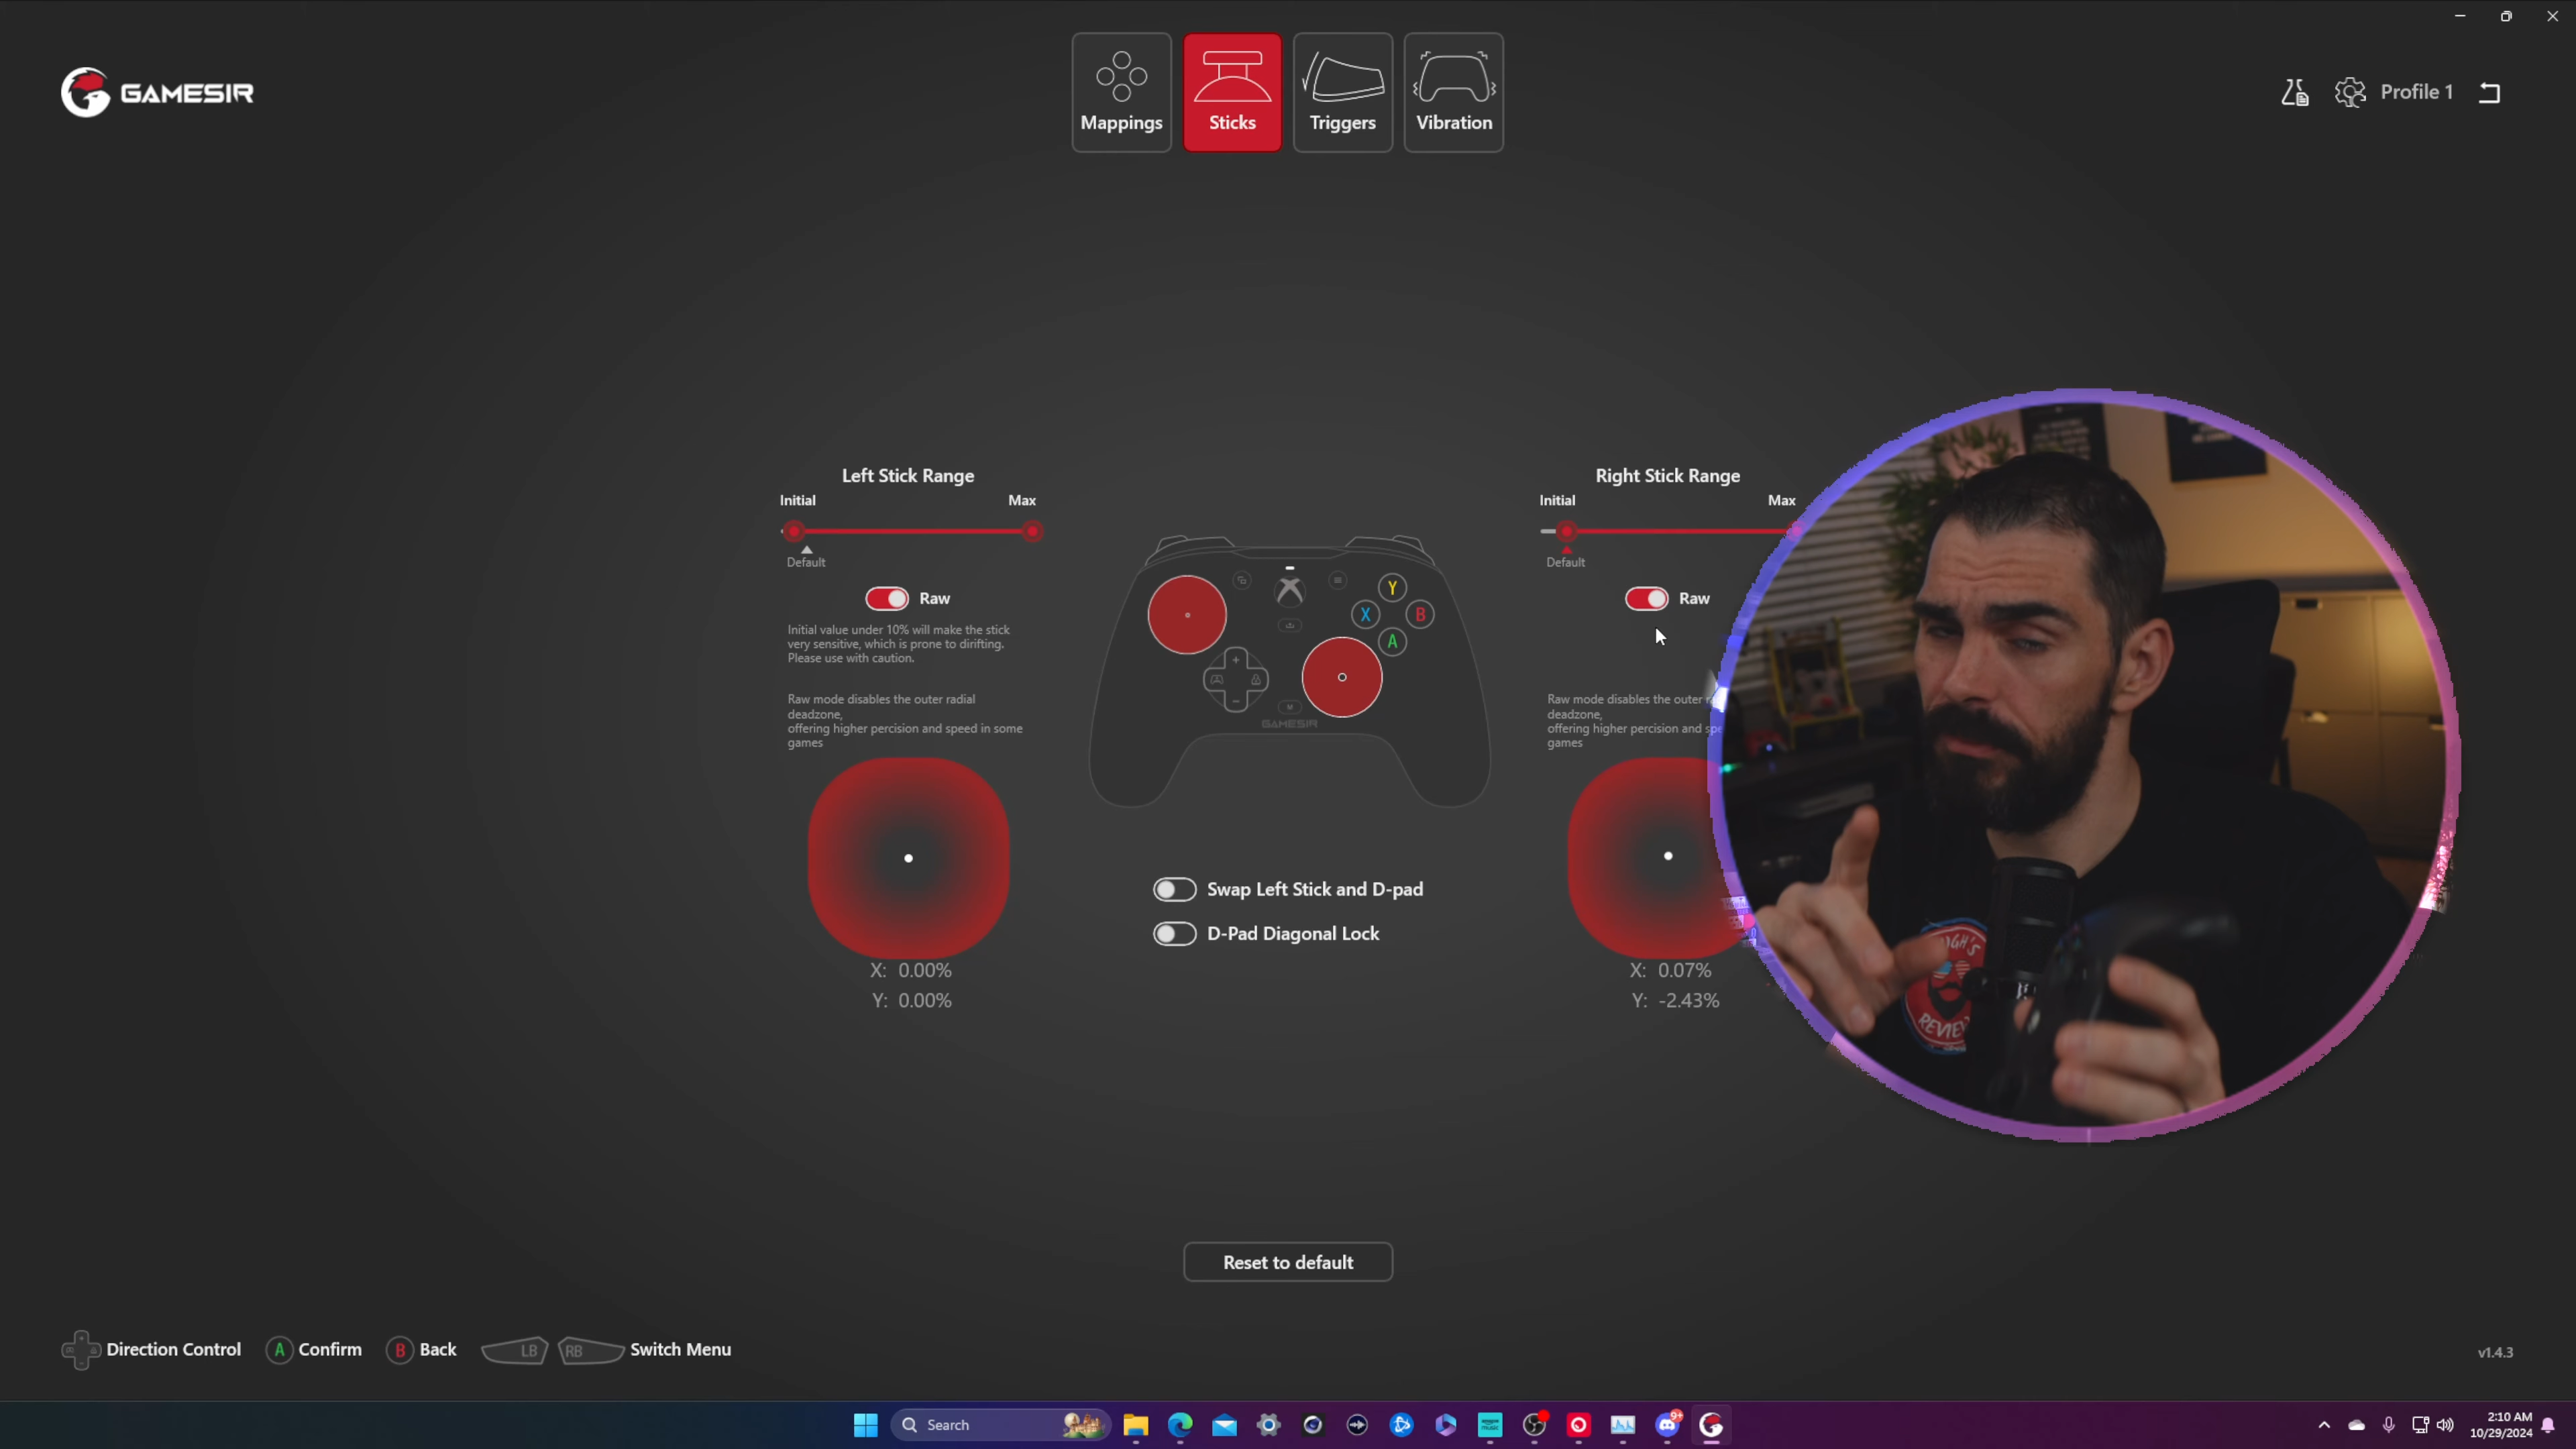 GAMESIR
Mappings
Sticks
Triggers
Vibration
Profile 1
Left Stick Range
Initial
Max
Default
Raw
Initial value under 10% will make the stick
very sensitive, which is prone to dirifting.
Please use with caution.
Raw mode disables the outer radial
deadzone,
offering higher percision and speed in some
games
X: 0.00%
Y: 0.00%
Y
X
B
A
M
GAMESIR
Swap Left Stick and D-pad
D-Pad Diagonal Lock
Right Stick Range
Initial
Max
Default
Raw
Raw mode disables the outer
deadzone,
offering higher percision and
games
X: 0.07%
Y: -2.43%
REVIEW
Reset to default
Direction Control
A Confirm
B Back
LB RB Switch Menu
v1.4.3
Search
9+
2:10 AM
10/29/2024